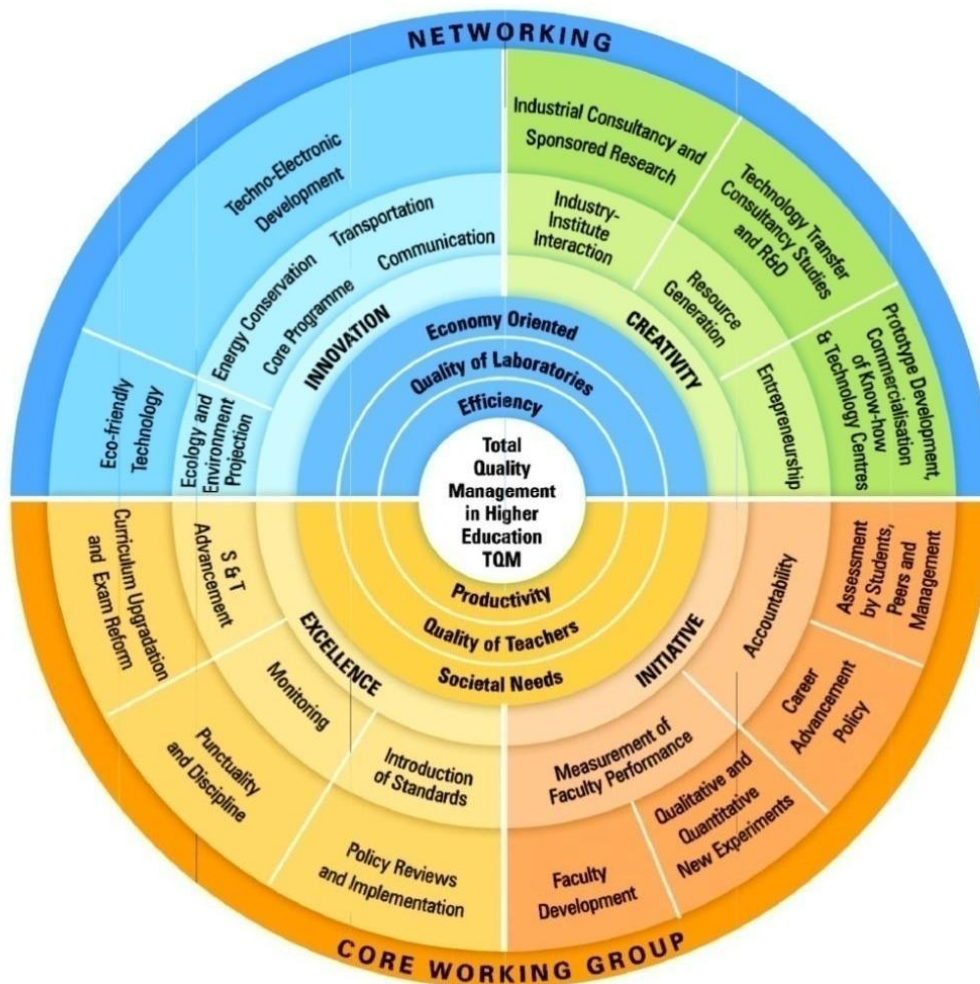 NETWORKING
Techno-Electronic
Development
Eco-friendly
Technology
Transportation
Communication
Energy Conservation
Core Programme
Ecology and
Environment
Projection
INNOVATION
Industrial Consultancy and
Sponsored Research
Technology Transfer
Consultancy Studies
and R&D
Prototype Development,
Commercialisation
of Know-how
& Technology Centres
Industry-
Institute
Interaction
Resource
Generation
Entrepreneurship
CREATIVITY
Economy Oriented
Quality of Laboratories
Efficiency
Total
Quality
Management
in Higher
Education
TQM
Productivity
Quality of Teachers
Societal Needs
EXCELLENCE
S & T
Advancement
Monitoring
Introduction
of Standards
Curriculum Upgradation
and Exam Reform
Punctuality
and Discipline
Policy Reviews
and Implementation
INITIATIVE
Accountability
Measurement of
Faculty Performance
Assessment
by Students,
Peers and
Management
Career
Advancement
Policy
Qualitative and
Quantitative
New Experiments
Faculty
Development
CORE WORKING GROUP